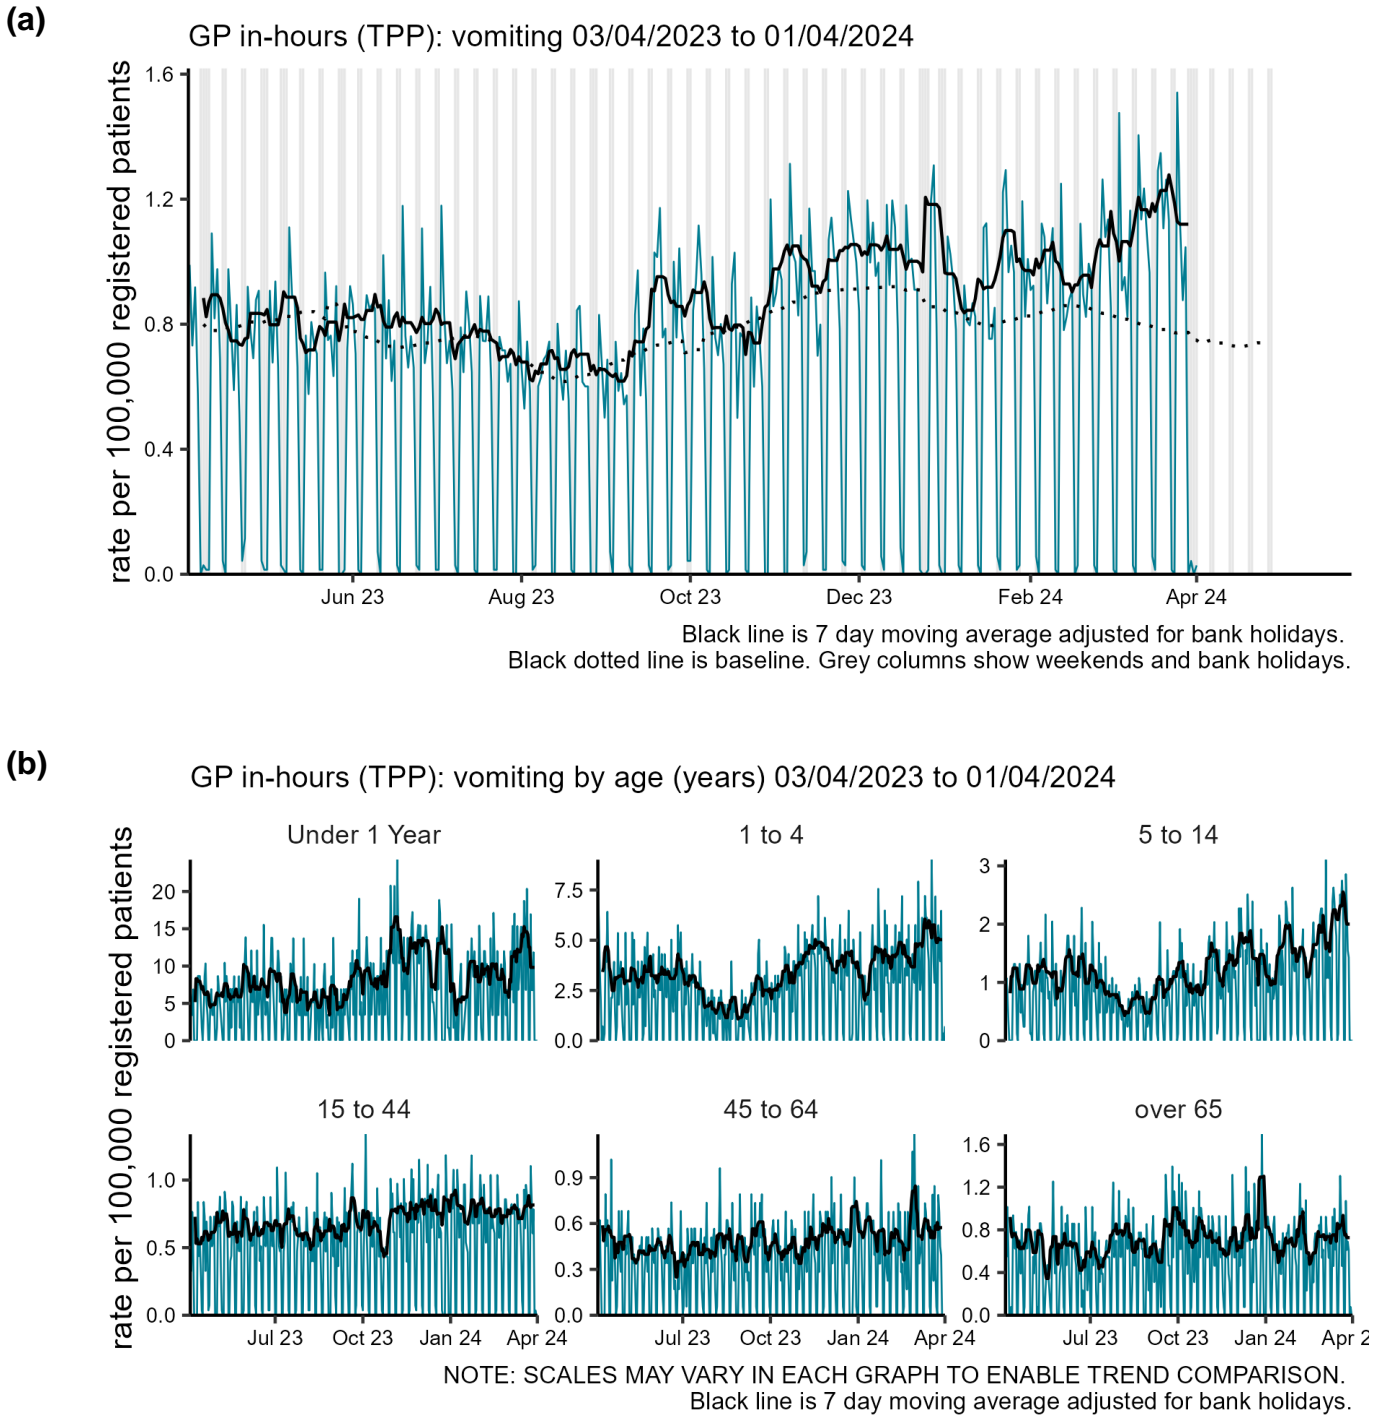 (a)
GP in-hours (TPP): vomiting 03/04/2023 to 01/04/2024
rate per 100,000 registered patients
1.6
1.2
0.8
0.4
0.0
Jun 23 Aug 23 Oct 23 Dec 23 Feb 24 Apr 24
Black line is 7 day moving average adjusted for bank holidays.
Black dotted line is baseline. Grey columns show weekends and bank holidays.
(b)
GP in-hours (TPP): vomiting by age (years) 03/04/2023 to 01/04/2024
rate per 100,000 registered patients
Under 1 Year
20
15
10
5
0
1 to 4
7.5
5.0
2.5
0.0
5 to 14
3
2
1
0
15 to 44
1.0
0.5
0.0
Jul 23 Oct 23 Jan 24 Apr 24
45 to 64
0.9
0.6
0.3
0.0
Jul 23 Oct 23 Jan 24 Apr 24
over 65
1.6
1.2
0.8
0.4
0.0
Jul 23 Oct 23 Jan 24 Apr 2
NOTE: SCALES MAY VARY IN EACH GRAPH TO ENABLE TREND COMPARISON.
Black line is 7 day moving average adjusted for bank holidays.